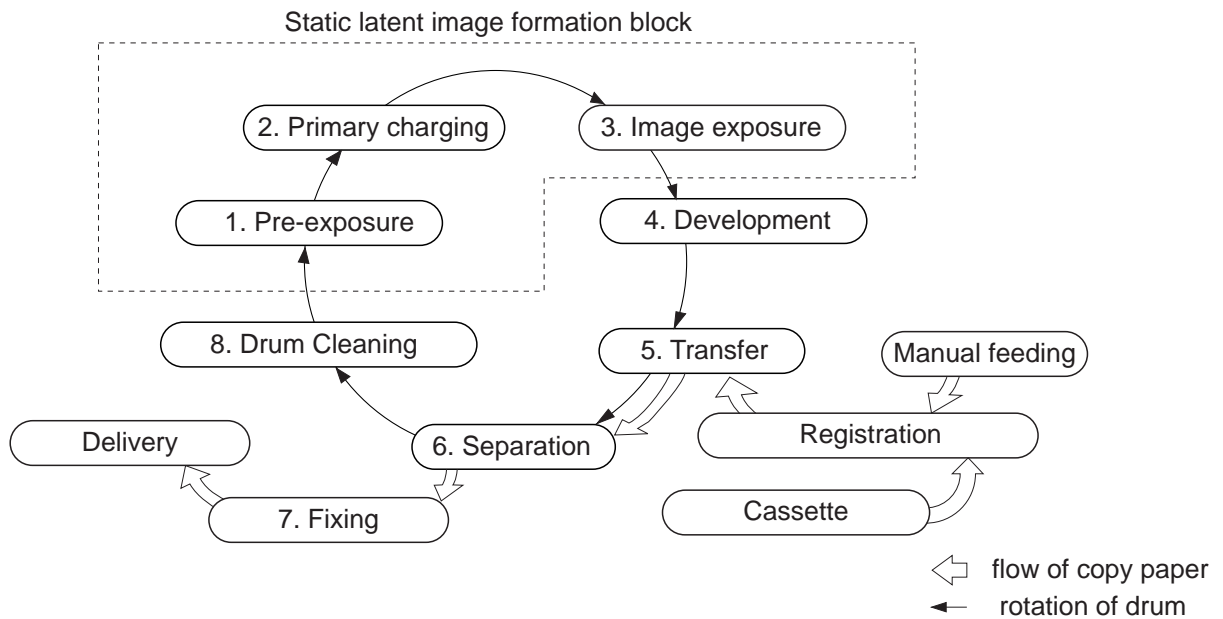 Static latent image formation block
2. Primary charging
3. Image exposure
1. Pre-exposure
4. Development
8. Drum Cleaning
5. Transfer
Manual feeding
Delivery
6. Separation
Registration
7. Fixing
Cassette
flow of copy paper
rotation of drum